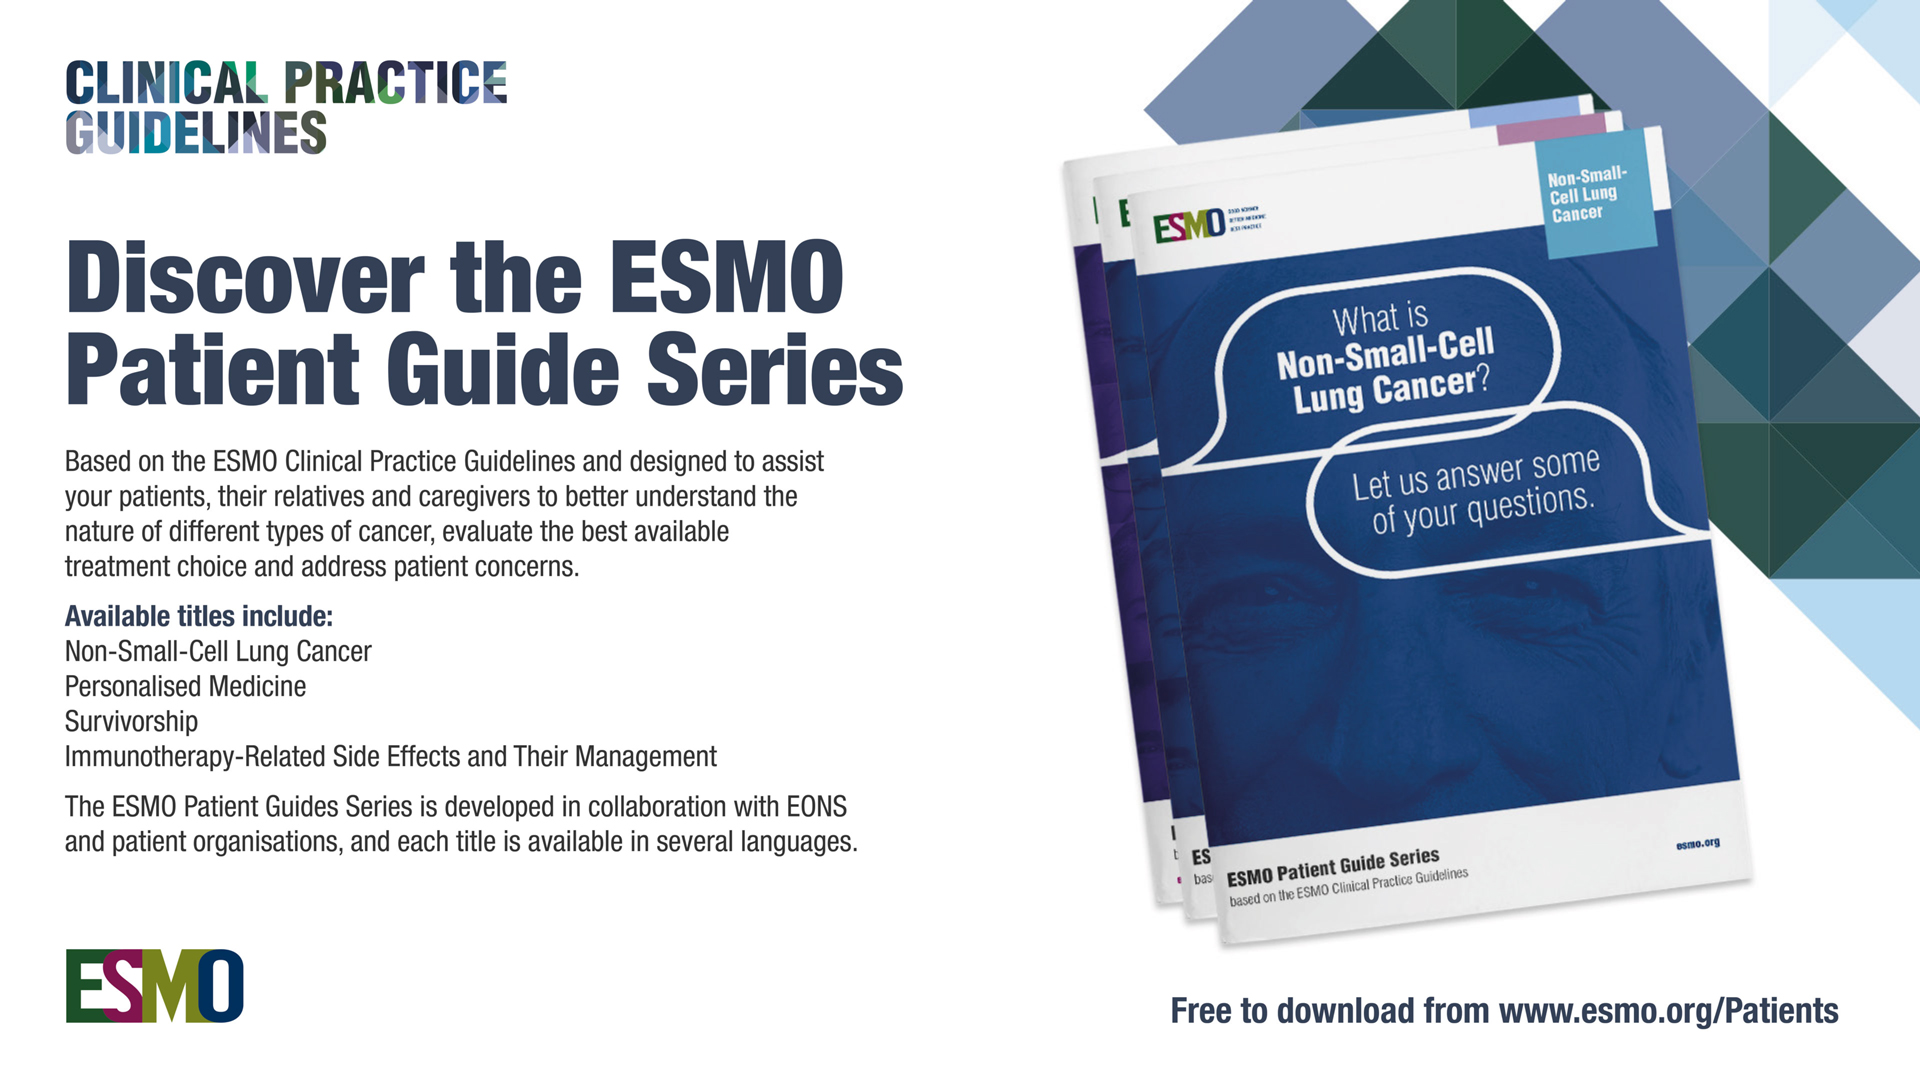 CLINICAL PRACTICE
GUIDELINES
Discover the ESMO
Patient Guide Series
Based on the ESMO Clinical Practice Guidelines and designed to assist
your patients, their relatives and caregivers to better understand the
nature of different types of cancer, evaluate the best available
treatment choice and address patient concerns.
Available titles include:
Non-Small-Cell Lung Cancer
Personalised Medicine
Survivorship
Immunotherapy-Related Side Effects and Their Management
The ESMO Patient Guides Series is developed in collaboration with EONS
and patient organisations, and each title is available in several languages.
ESMO
ESMO
GOOD SCIENCE
BETTER MEDICINE
BEST PRACTICE
Non-Small-
Cell Lung
Cancer
What is
Non-Small-Cell
Lung Cancer?
Let us answer some
of your questions.
ESMO Patient Guide Series
based on the ESMO Clinical Practice Guidelines
esmo.org
Free to download from www.esmo.org/Patients